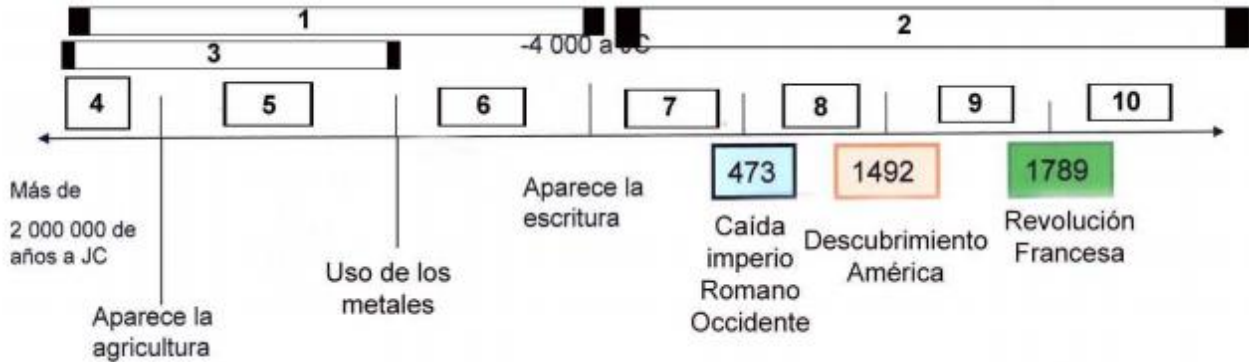 1
2
-4 000 a JC
3
4
5
6
7
8
9
10
Más de
2 000 000 de
años a JC
Aparece la
agricultura
Uso de los
metales
Aparece la
escritura
473
Caída
imperio
Romano
Occidente
1492
Descubrimiento
América
1789
Revolución
Francesa